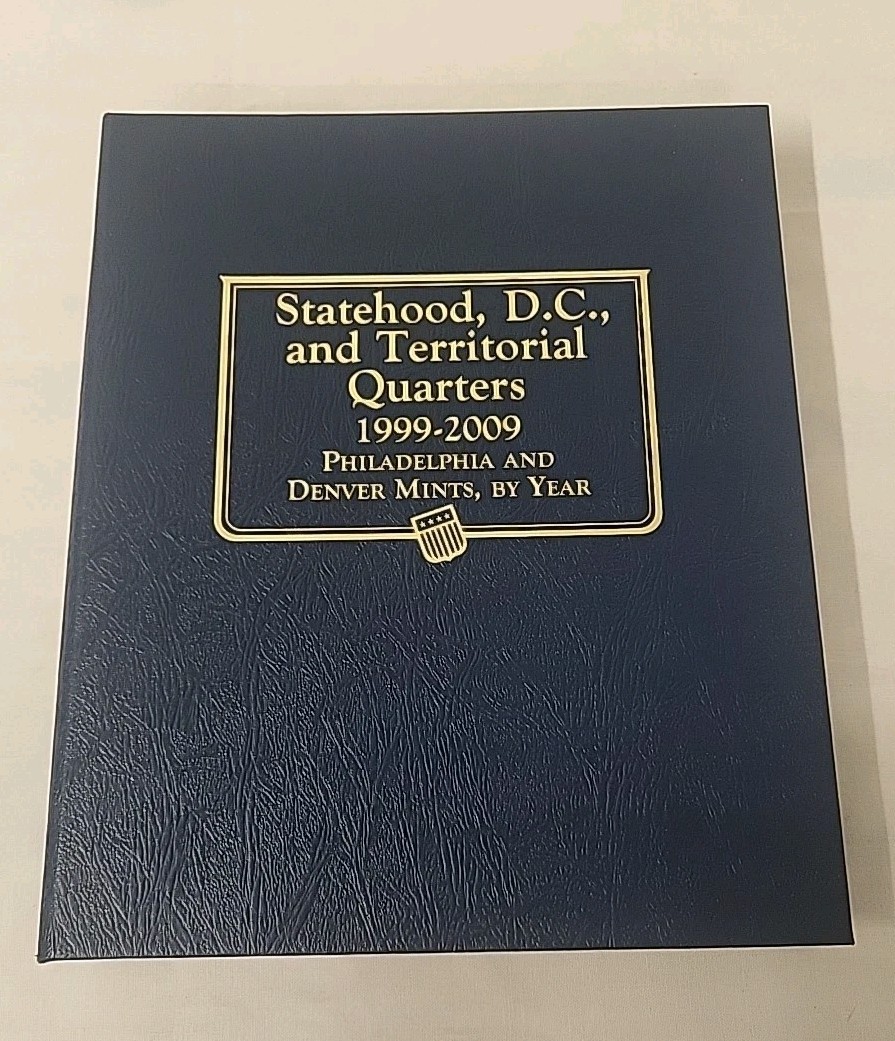 Statehood, D.C.,
and Territorial
Quarters
1999-2009
Philadelphia and
Denver Mints, by Year